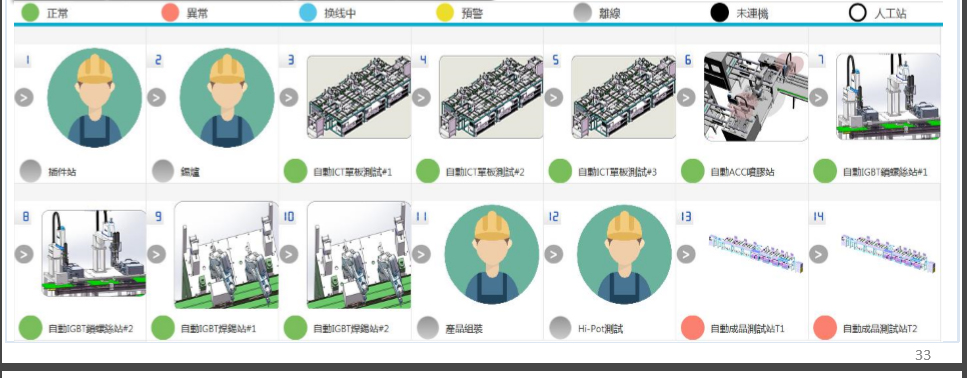 正常 異常 換线中 預警 離線 未連機 人工站
1 2 3 4 5 6 7
插件站 錫爐 自動ICT單板測試#1 自動ICT單板測試#2 自動ICT單板測試#3 自動ACC噴膠站 自動IGBT鎖螺絲站#1
8 9 10 11 12 13 14
自動IGBT鎖螺絲站#2 自動IGBT焊錫站#1 自動IGBT焊錫站#2 產品组裝 Hi-Pot測試 自動成品測試站T1 自動成品測試站T2
33